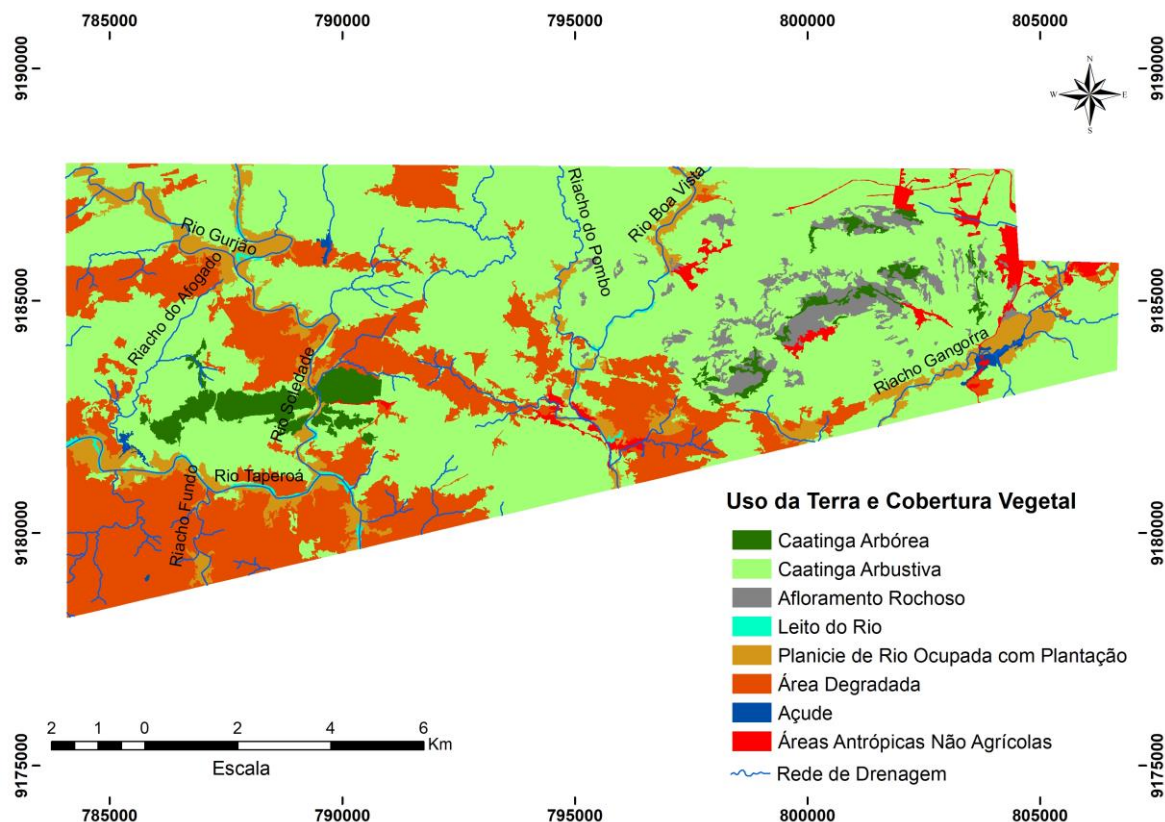 785000 790000 795000 800000 805000
9190000 9190000
N
W E
S
Rio Boa Vista
Riacho do Pombo
Rio Gurjão
Riacho do Afogado
9185000 9185000
Rio Soledade
Riacho Gangorra
Rio Taperoá
Riacho Fundo
9180000 9180000
Uso da Terra e Cobertura Vegetal
Caatinga Arbórea
Caatinga Arbustiva
Afloramento Rochoso
Leito do Rio
Planicie de Rio Ocupada com Plantação
Área Degradada
Açude
Áreas Antrópicas Não Agrícolas
Rede de Drenagem
2 1 0 2 4 6
Km
Escala
9175000 9175000
785000 790000 795000 800000 805000